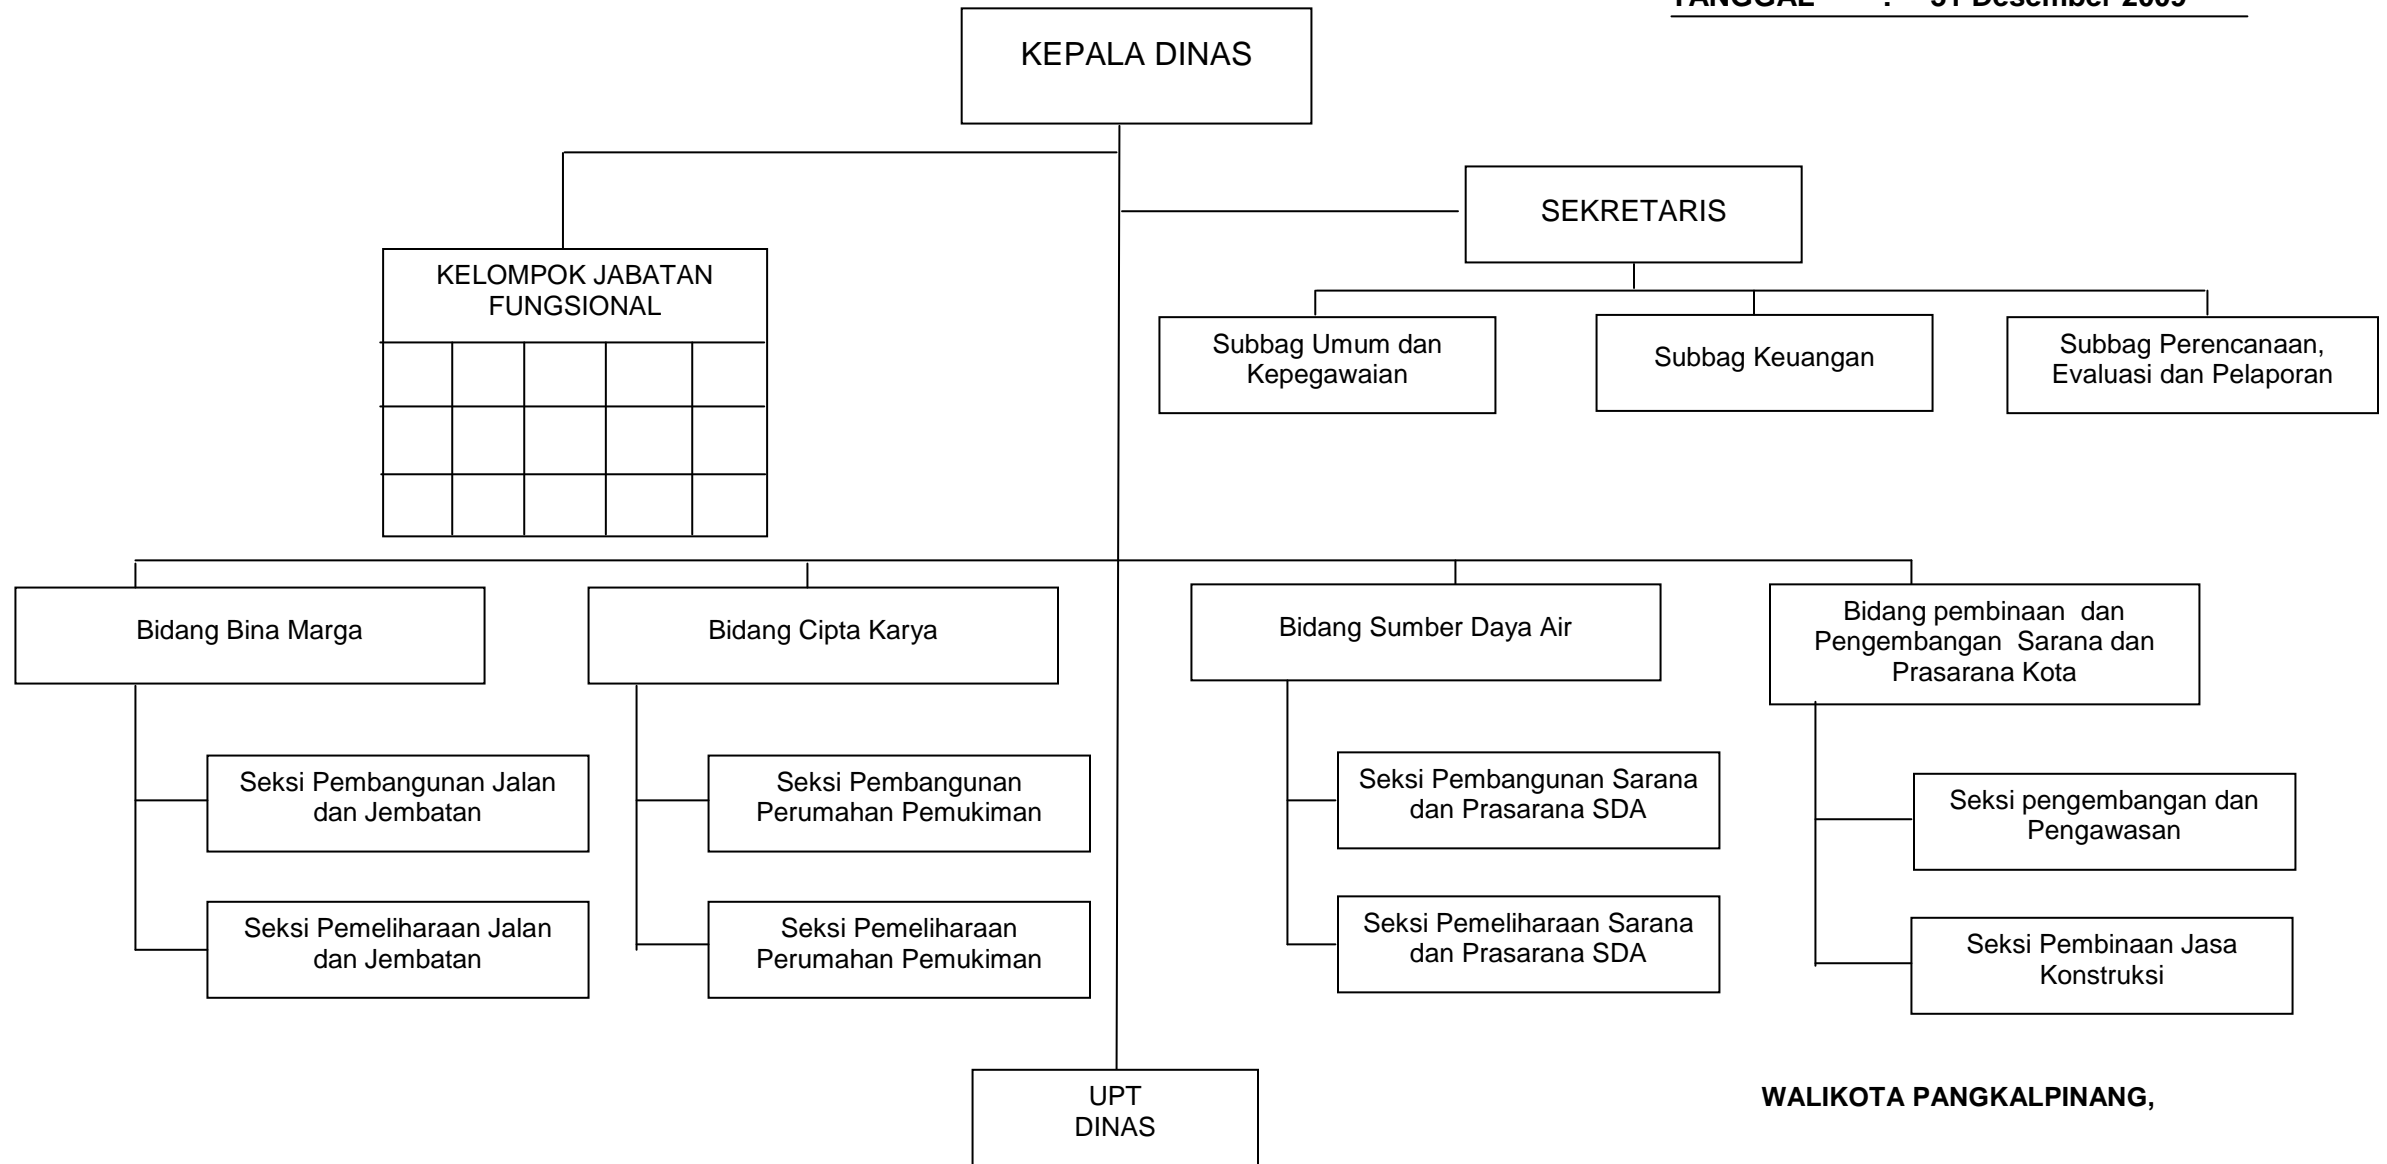 TANGGAL : 31 Desember 2009
KEPALA DINAS
SEKRETARIS
KELOMPOK JABATAN
FUNGSIONAL
Subbag Umum dan
Kepegawaian
Subbag Keuangan
Subbag Perencanaan,
Evaluasi dan Pelaporan
Bidang Bina Marga
Bidang Cipta Karya
Bidang Sumber Daya Air
Bidang pembinaan dan
Pengembangan Sarana dan
Prasarana Kota
Seksi Pembangunan Jalan
dan Jembatan
Seksi Pembangunan
Perumahan Pemukiman
Seksi Pembangunan Sarana
dan Prasarana SDA
Seksi pengembangan dan
Pengawasan
Seksi Pemeliharaan Jalan
dan Jembatan
Seksi Pemeliharaan
Perumahan Pemukiman
Seksi Pemeliharaan Sarana
dan Prasarana SDA
Seksi Pembinaan Jasa
Konstruksi
UPT
DINAS
WALIKOTA PANGKALPINANG,